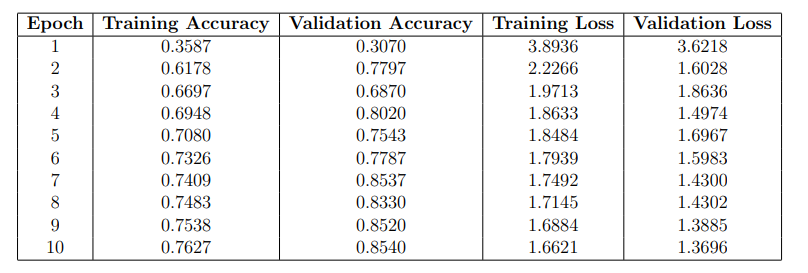 Epoch Training Accuracy Validation Accuracy Training Loss Validation Loss
1 0.3587 0.3070 3.8936 3.6218
2 0.6178 0.7797 2.2266 1.6028
3 0.6697 0.6870 1.9713 1.8636
4 0.6948 0.8020 1.8633 1.4974
5 0.7080 0.7543 1.8484 1.6967
6 0.7326 0.7787 1.7939 1.5983
7 0.7409 0.8537 1.7492 1.4300
8 0.7483 0.8330 1.7145 1.4302
9 0.7538 0.8520 1.6884 1.3885
10 0.7627 0.8540 1.6621 1.3696